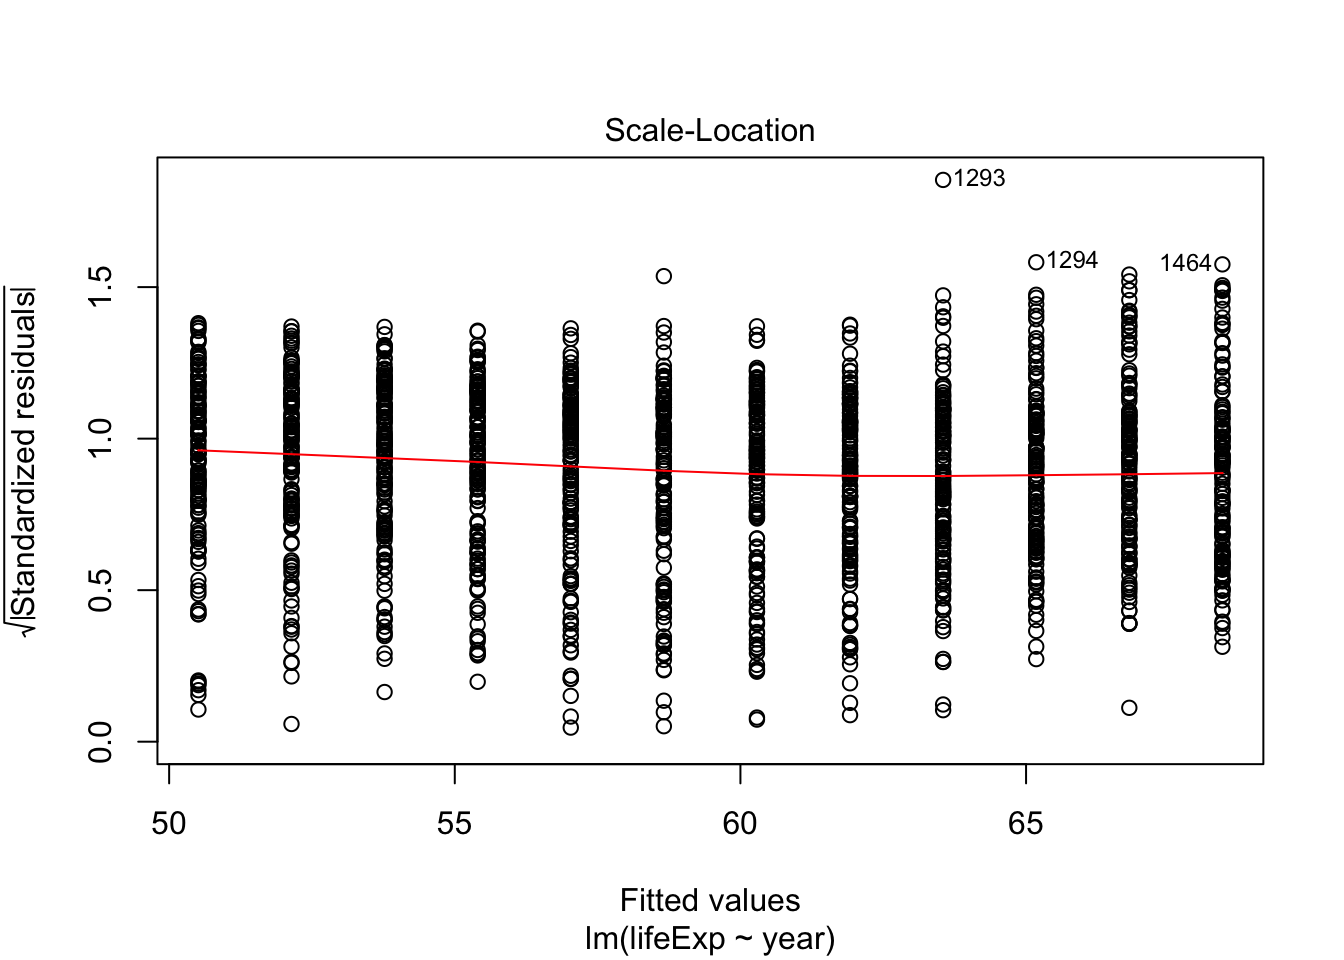 Scale-Location
1293
1294
1464
√|Standardized residuals|
0.0
0.5
1.0
1.5
50
55
60
65
Fitted values
lm(lifeExp ~ year)